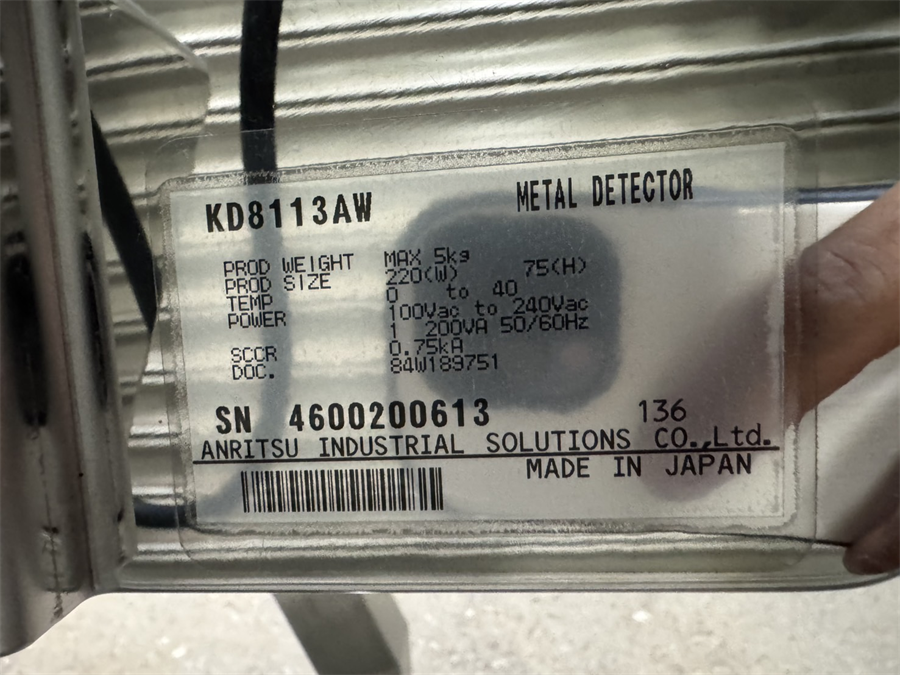 KD8113AW METAL DETECTOR
PROD WEIGHT MAX 5kg
PROD SIZE 220(W) 75(H)
TEMP 0 to 40
POWER 100Vac to 240Vac
1 200VA 50/60Hz
SCCR 0.75kA
DOC. 84W189751
SN 4600200613 136
ANRITSU INDUSTRIAL SOLUTIONS CO.,Ltd.
MADE IN JAPAN